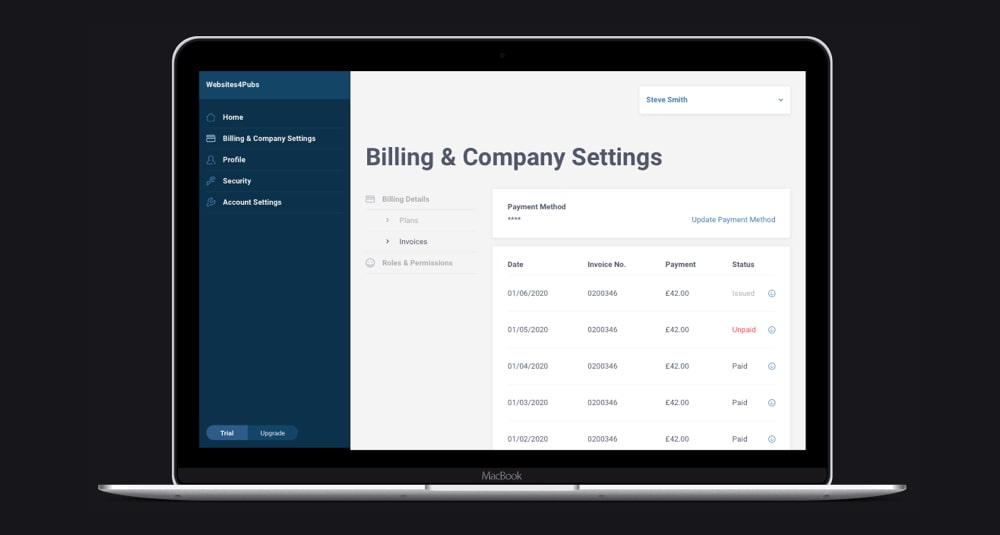 Websites4Pubs
Home
Billing & Company Settings
Profile
Security
Account Settings
Trial Upgrade
Steve Smith
Billing & Company Settings
Billing Details
Plans
Invoices
Roles & Permissions
Payment Method
**** Update Payment Method
Date Invoice No. Payment Status
01/06/2020 0200346 £42.00 Issued
01/05/2020 0200346 £42.00 Unpaid
01/04/2020 0200346 £42.00 Paid
01/03/2020 0200346 £42.00 Paid
01/02/2020 0200346 £42.00 Paid
MacBook